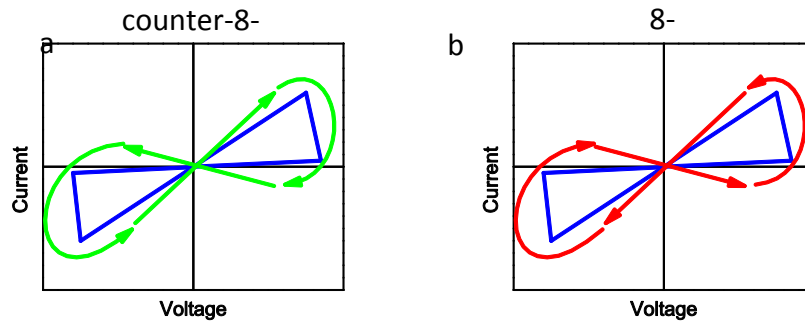 counter-8-
a
Current
Voltage
8-
b
Current
Voltage